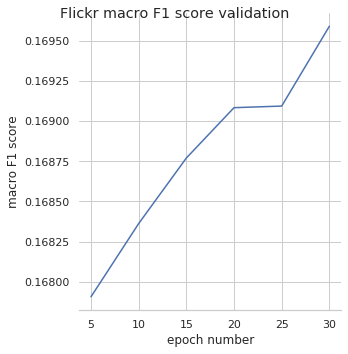 Flickr macro F1 score validation
0.16950
0.16925
0.16900
0.16875
0.16850
0.16825
0.16800
macro F1 score
5 10 15 20 25 30
epoch number